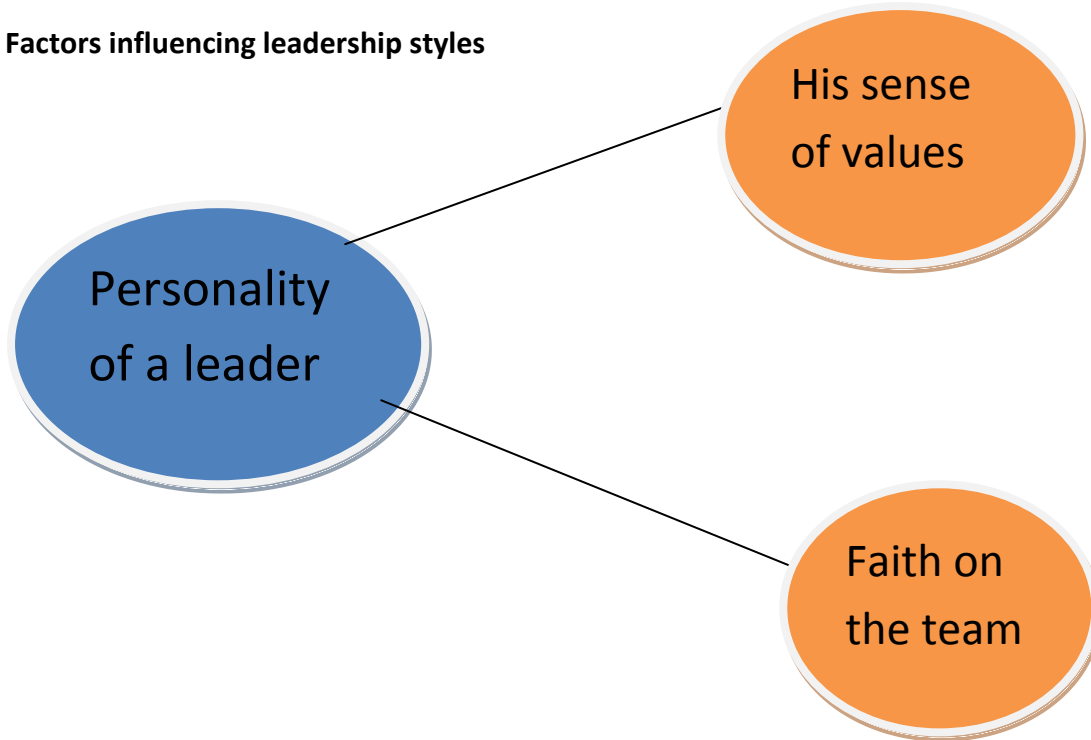 Factors influencing leadership styles
His sense
of values
Personality
of a leader
Faith on
the team